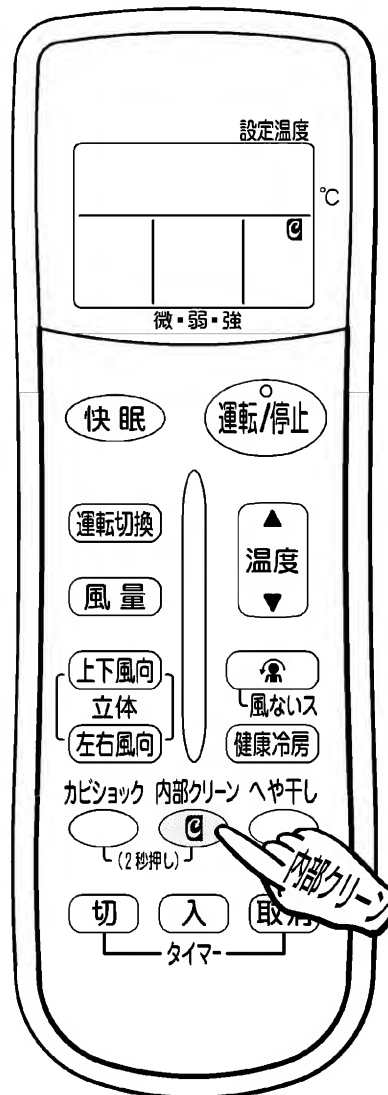 設定温度
℃
微・弱・強
快眠
運転/停止
運転切換
▲
温度
▼
風量
上下風向
立体
風ないス
左右風向
健康冷房
カビショック 内部クリーン へや干し
(2秒押し)
内部クリーン
切 入 取消
タイマー